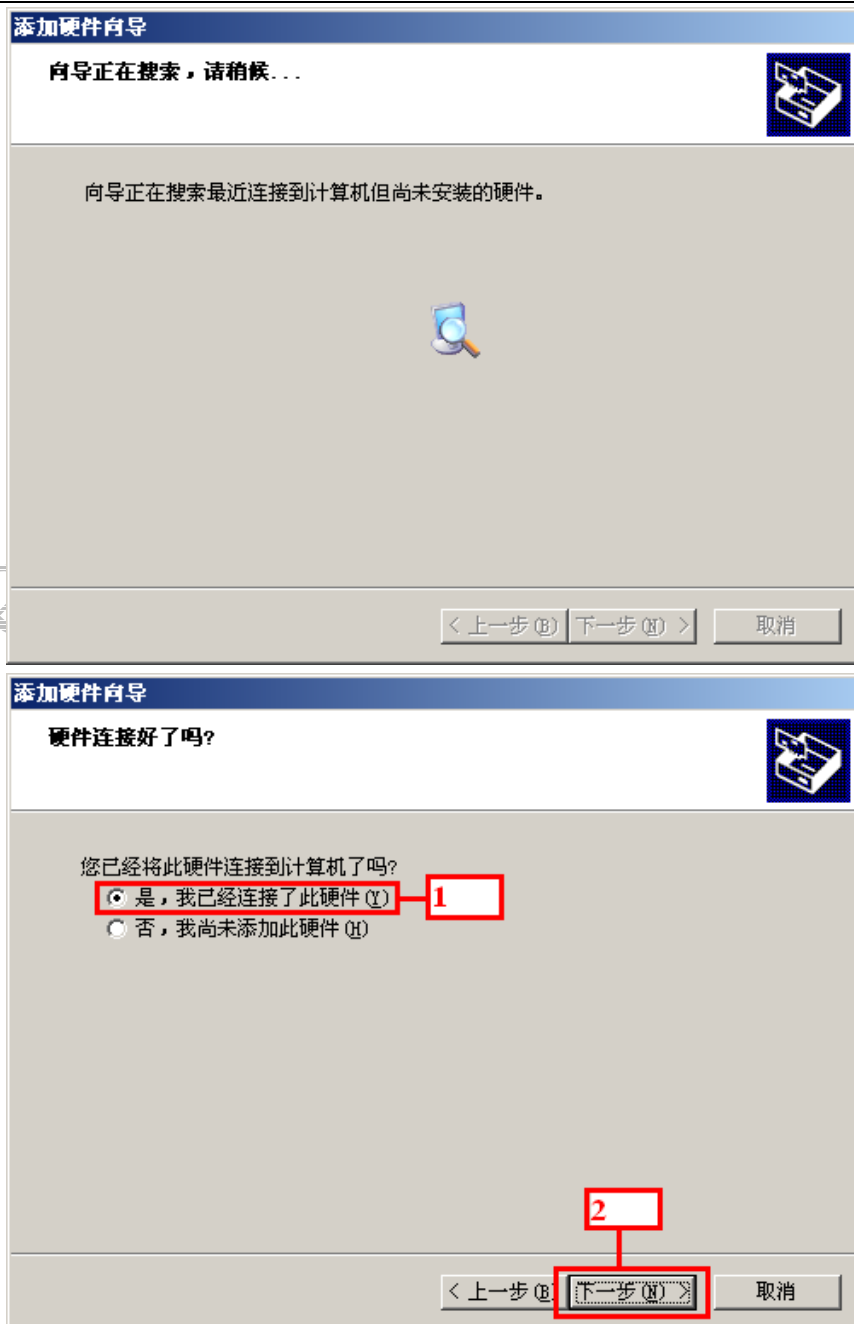 添加硬件向导
向导正在搜索，请稍候...
向导正在搜索最近连接到计算机但尚未安装的硬件。
< 上一步(B) 下一步(N) > 取消
添加硬件向导
硬件连接好了吗?
您已经将此硬件连接到计算机了吗?
是，我已经连接了此硬件(Y) 1
否，我尚未添加此硬件(H)
2
< 上一步(B 下一步(N) > 取消